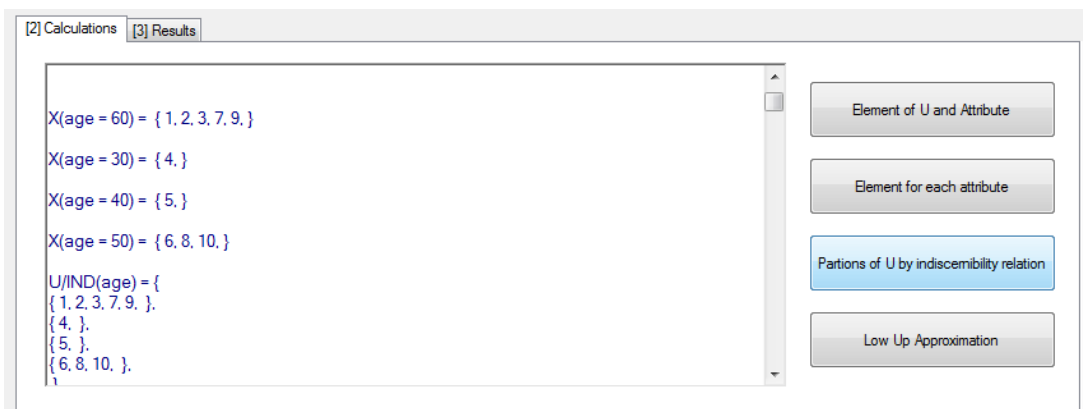 [2] Calculations [3] Results
X(age = 60) = { 1, 2, 3, 7, 9, }
X(age = 30) = { 4, }
X(age = 40) = { 5, }
X(age = 50) = { 6, 8, 10, }
U/IND(age) = {
{ 1, 2, 3, 7, 9,  },
{ 4,  },
{ 5,  },
{ 6, 8, 10,  },
Element of U and Attribute
Element for each attribute
Partions of U by indiscernibility relation
Low Up Approximation